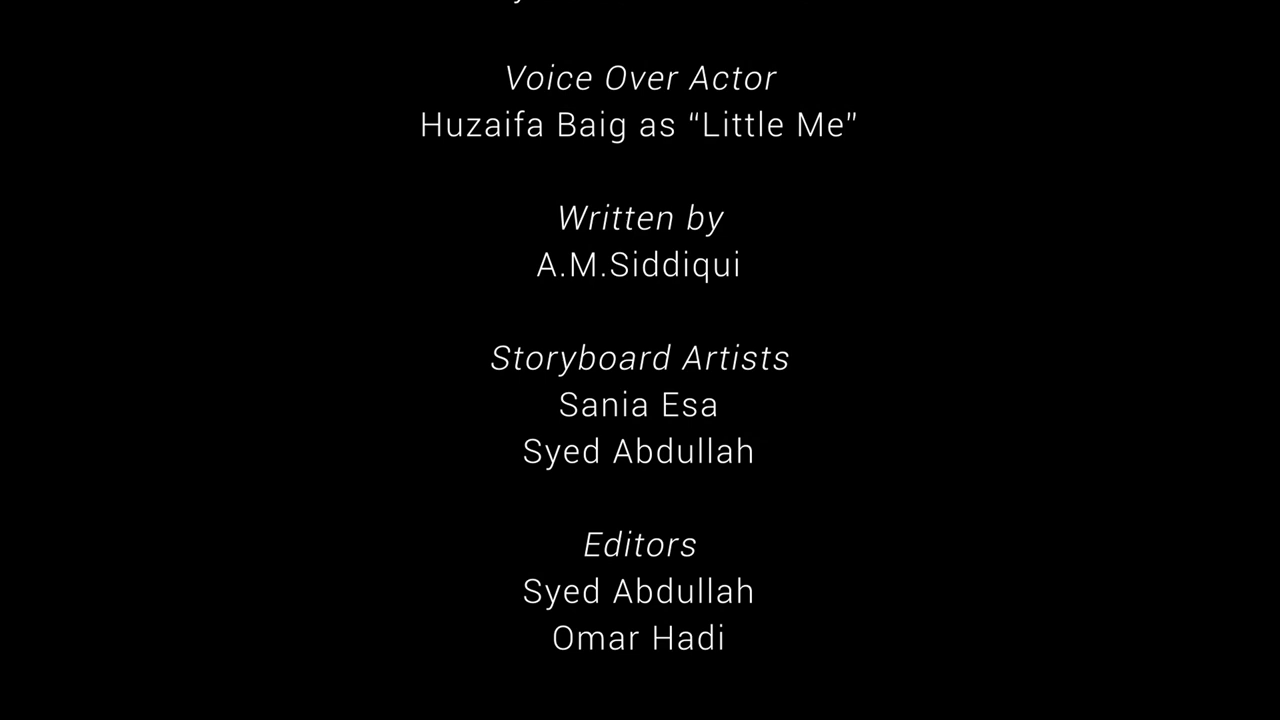 Voice Over Actor
Huzaifa Baig as “Little Me”
Written by
A.M.Siddiqui
Storyboard Artists
Sania Esa
Syed Abdullah
Editors
Syed Abdullah
Omar Hadi